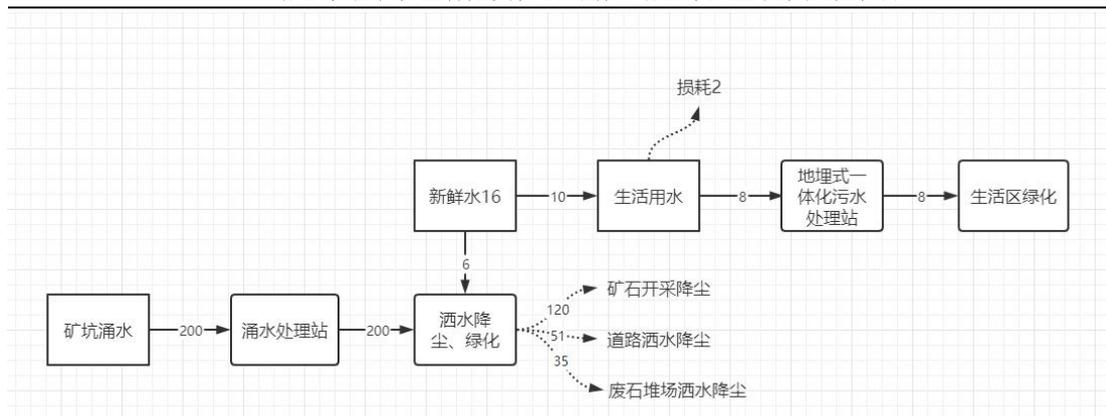 损耗2
新鲜水16
10
生活用水
8
地埋式一
体化污水
处理站
8
生活区绿化
6
矿坑涌水
200
涌水处理站
200
洒水降
尘、绿化
120
矿石开采降尘
51
道路洒水降尘
35
废石堆场洒水降尘